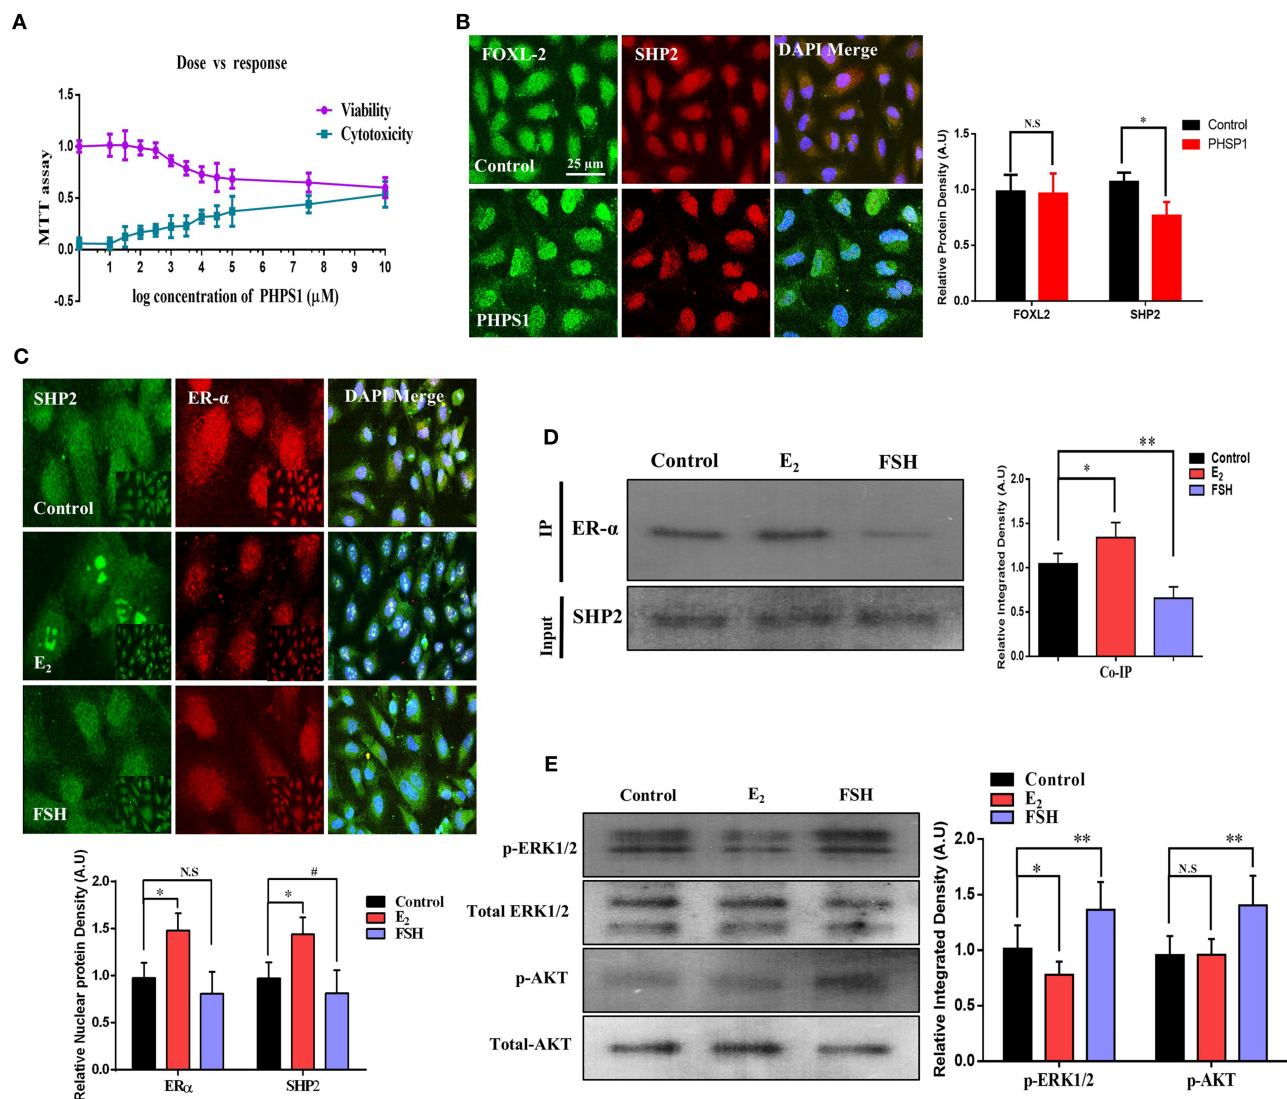 A
Dose vs response
1.5
1.0
0.5
0.0
-0.5
MTT assay
Viability
Cytotoxicity
1 2 3 4 5 6 7 8 9 10
log concentration of PHPS1 (µM)
B
FOXL-2 SHP2 DAPI Merge
Control
25 µm
PHPS1
Relative Protein Density (A.U)
1.5
1.0
0.5
0.0
N.S
*
Control
PHSP1
FOXL2 SHP2
C
SHP2 ER-α DAPI Merge
Control
E2
FSH
Relative Nuclear protein Density (A.U)
2.0
1.5
1.0
0.5
0.0
N.S
*
#
*
Control
E2
FSH
ERα SHP2
D
Control E2 FSH
IP
ER-α
Input
SHP2
Relative Integrated Density (A.U)
2.0
1.5
1.0
0.5
0.0
**
*
Control
E2
FSH
Co-IP
E
Control E2 FSH
p-ERK1/2
Total ERK1/2
p-AKT
Total-AKT
Control
E2
FSH
Relative Integrated Density (A.U)
2.0
1.5
1.0
0.5
0.0
**
*
**
N.S
p-ERK1/2 p-AKT